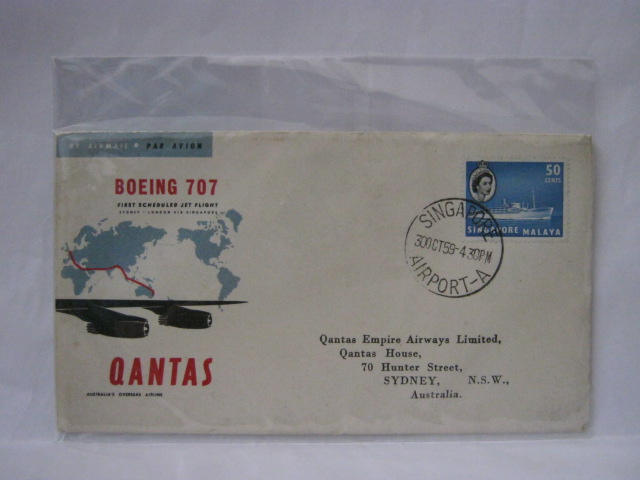 BY AIRMAIL • PAR AVION
BOEING 707
FIRST SCHEDULED JET FLIGHT
SYDNEY - LONDON VIA SINGAPORE
QANTAS
AUSTRALIA'S OVERSEAS AIRLINE
50
CENTS
SINGAPORE MALAYA
SINGAPORE
30 OCT 59-4 30PM
AIRPORT-A
Qantas Empire Airways Limited,
Qantas House,
70 Hunter Street,
SYDNEY, N.S.W.,
Australia.